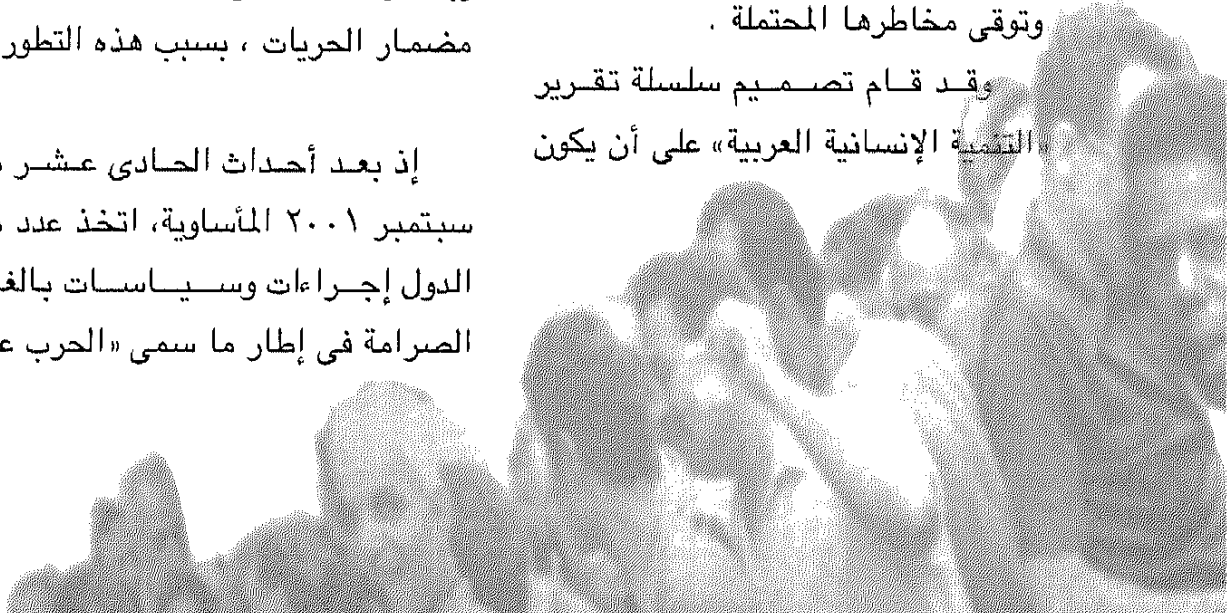 وتوقى مخاطرها المحتملة .
وقد قام تصميم سلسلة تقرير
«التنمية الإنسانية العربية» على أن يكون
مضمار الحريات ، بسبب هذه التطور
إذ بعد أحداث الحادى عشر
سبتمبر ٢٠٠١ المأساوية، اتخذ عدد
الدول إجراءات وسياسات بالغ
الصرامة فى إطار ما سمى «الحرب ع